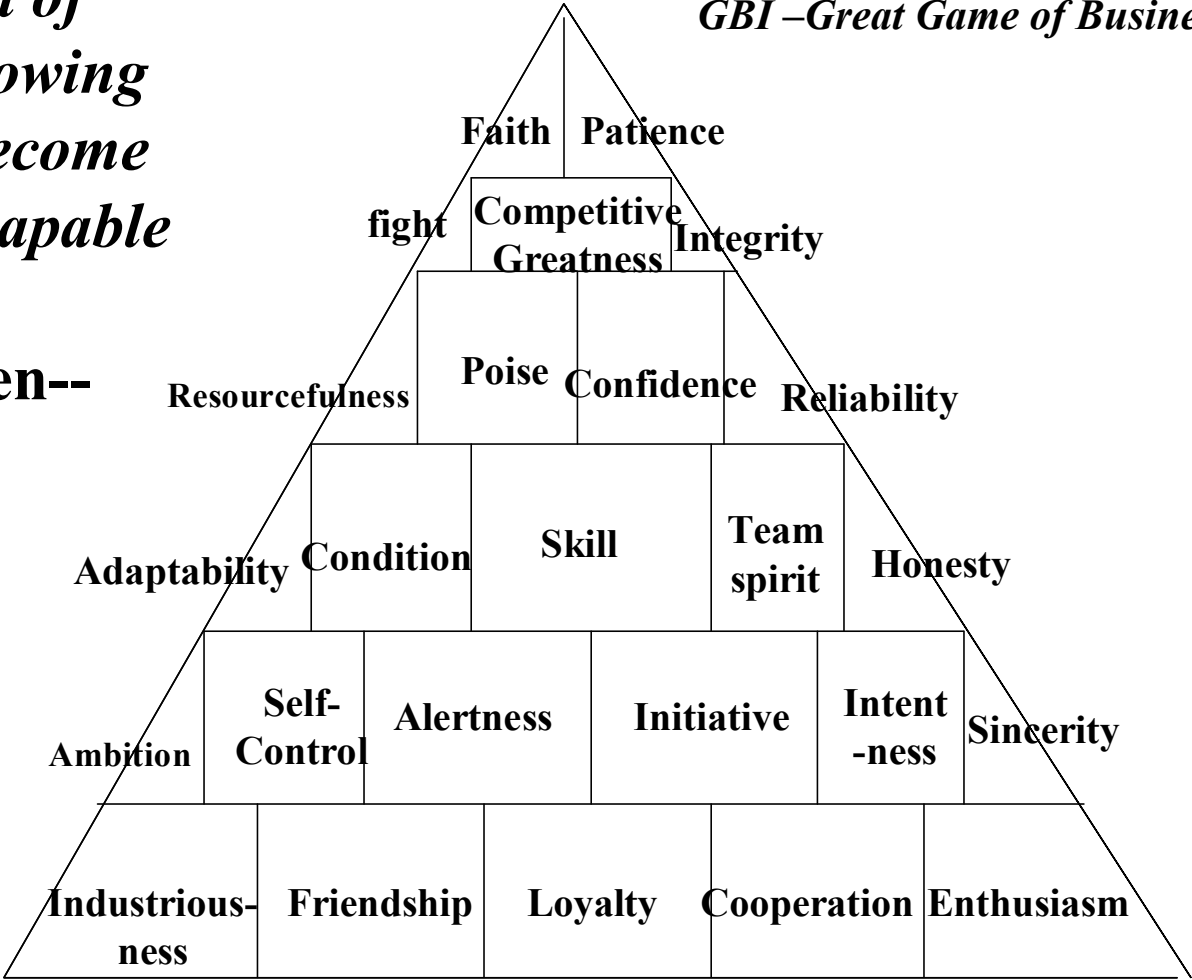 GBI –Great Game of Busine
t of
owing
ecome
apable
en--
Faith Patience
fight Competitive Integrity
Greatness
Resourcefulness Poise Confidence Reliability
Adaptability Condition Skill Team Honesty
spirit
Ambition Self- Alertness Initiative Intent Sincerity
Control -ness
Industrious- Friendship Loyalty Cooperation Enthusiasm
ness